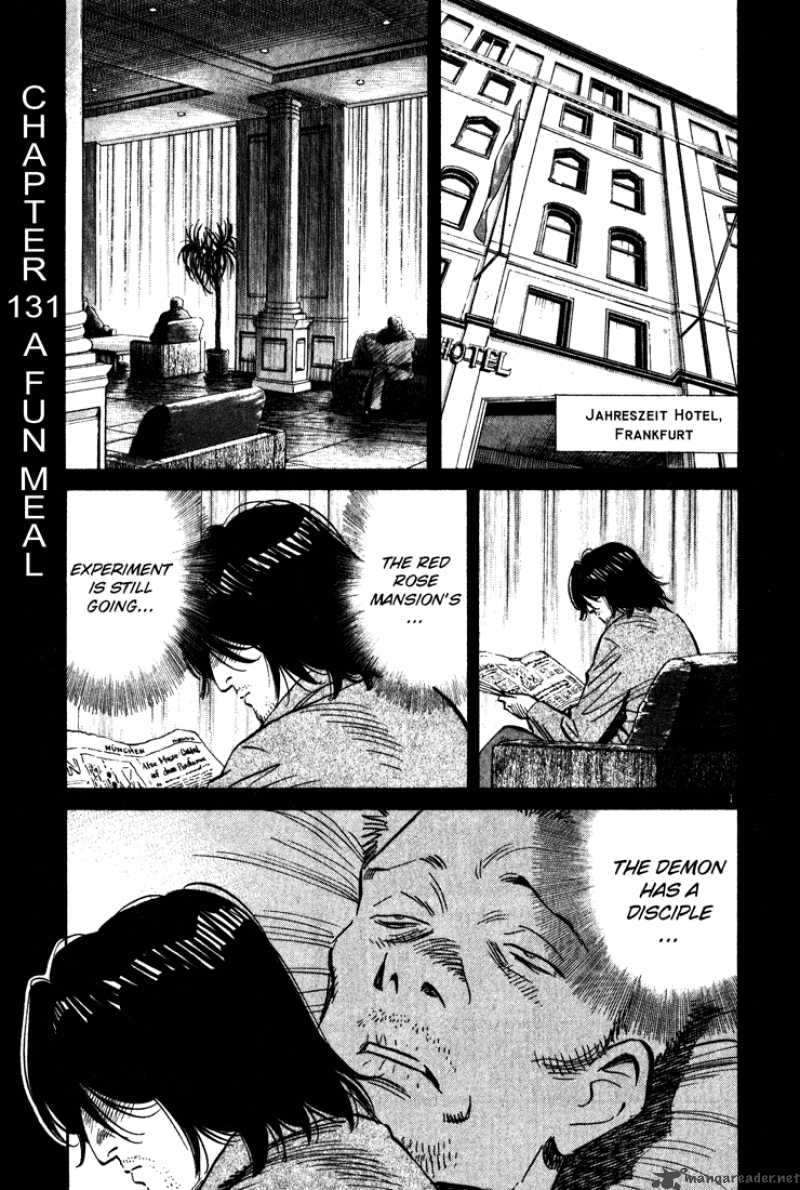 CHAPTER 131 A FUN MEAL
HOTEL
JAHRESZEIT HOTEL,
FRANKFURT
THE RED
ROSE
MANSION'S
...
EXPERIMENT
IS STILL
GOING...
MÜNCHEN
THE DEMON
HAS A
DISCIPLE
...
1
mangareader.net